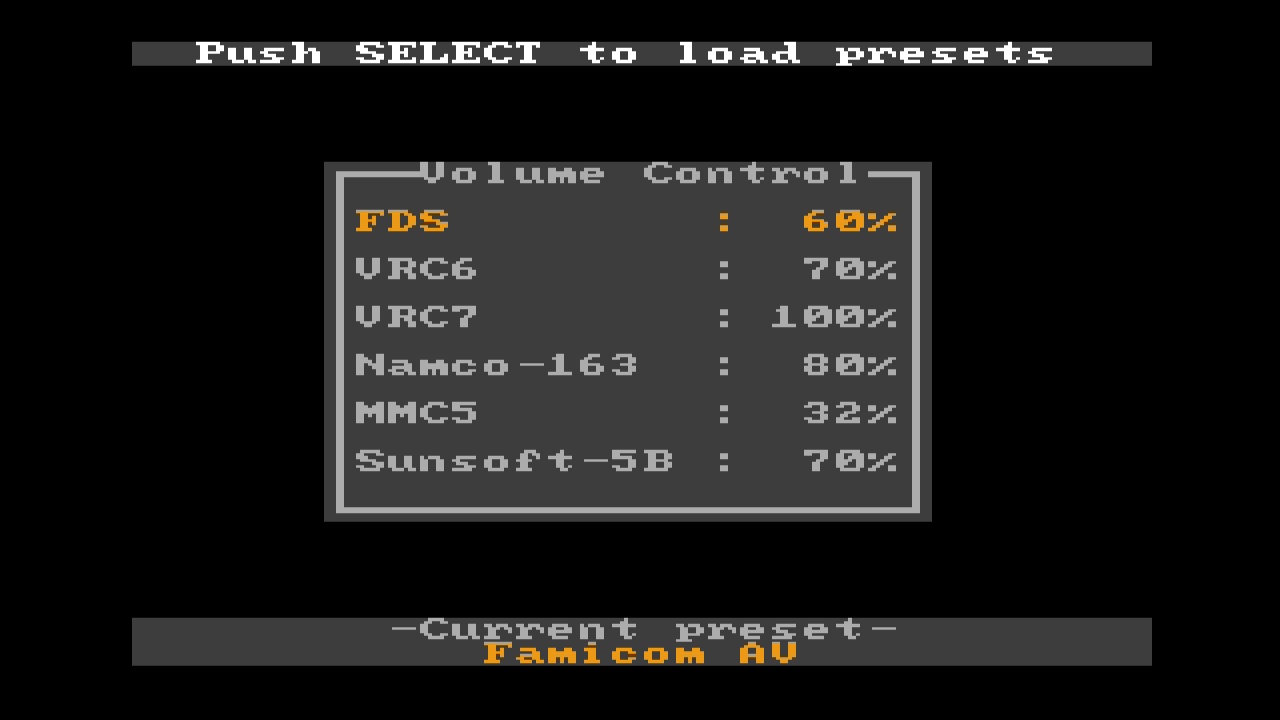 Push SELECT to load presets
Volume Control
FDS : 60%
VRC6 : 70%
VRC7 : 100%
Namco-163 : 80%
MMC5 : 32%
Sunsoft-5B : 70%
-Current preset-
Famicom AV